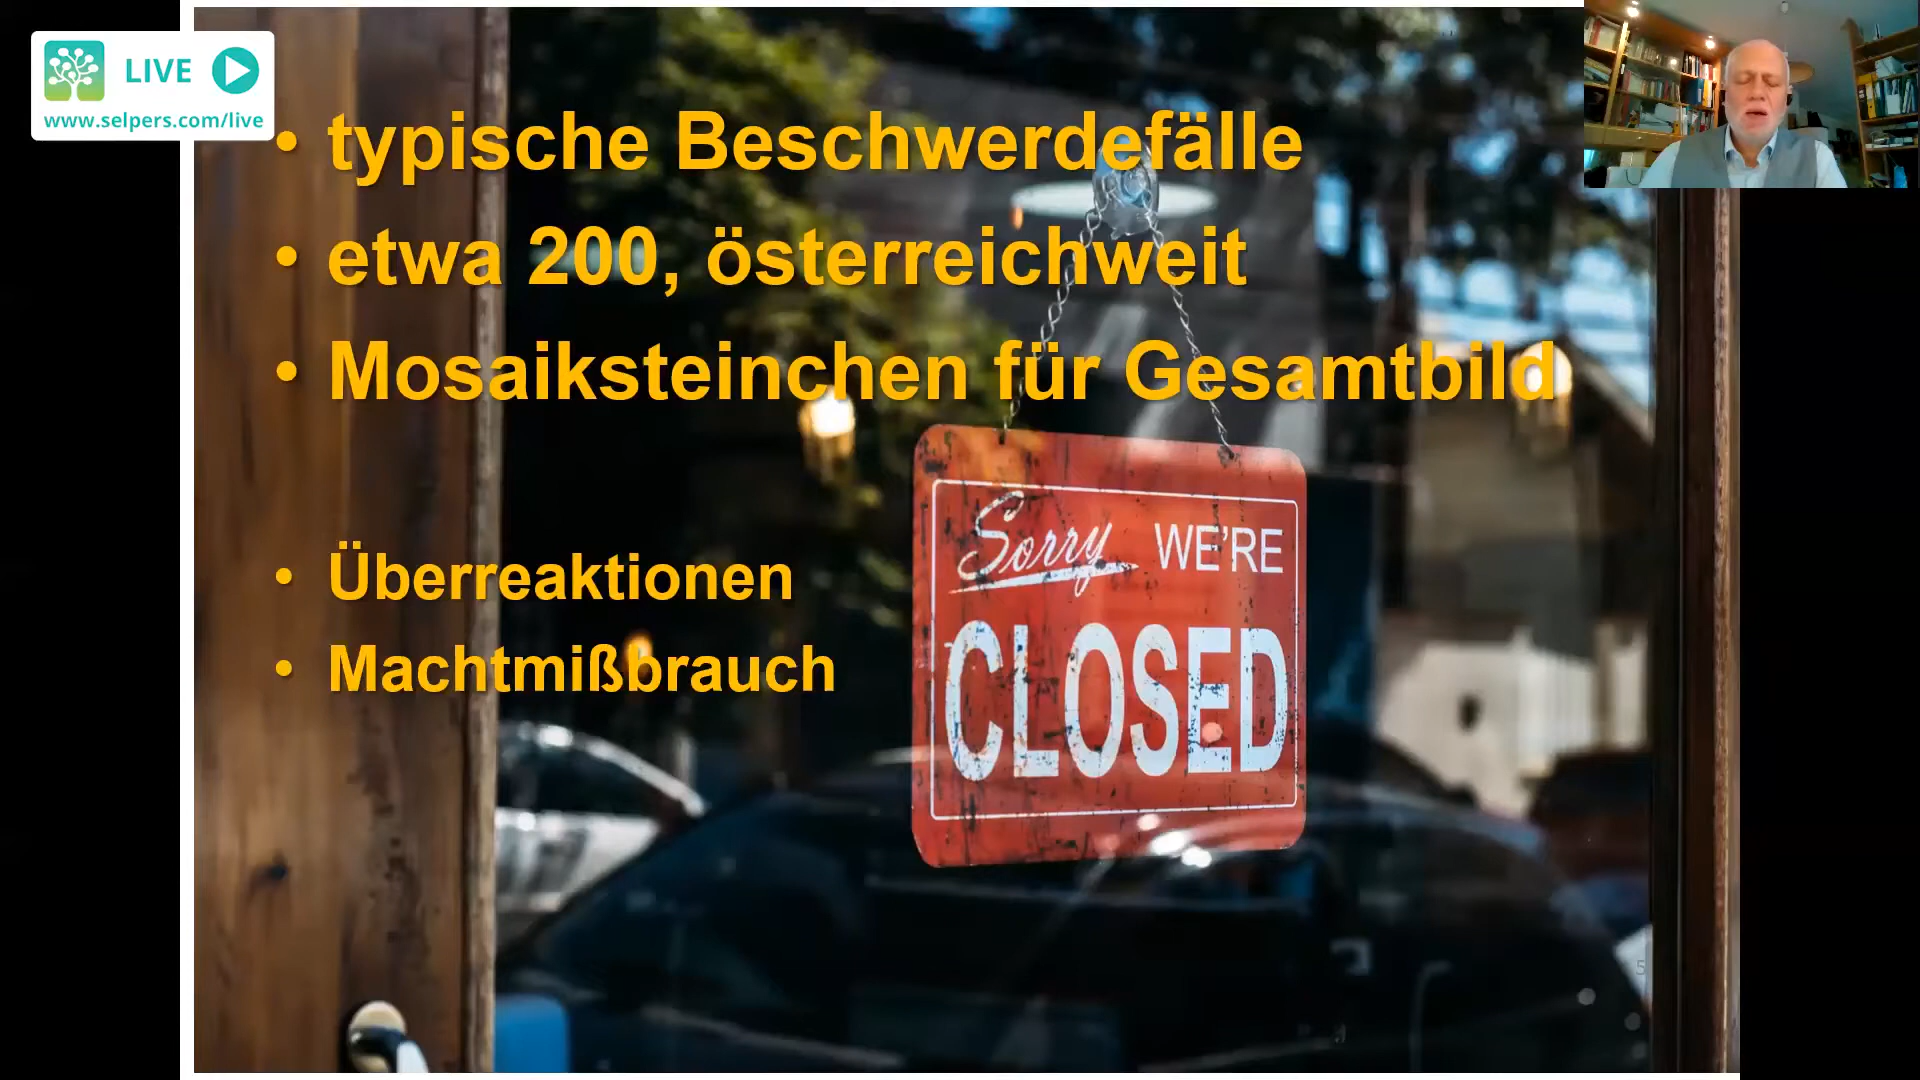 LIVE
www.selpers.com/live
• typische Beschwerdefälle
• etwa 200, österreichweit
• Mosaiksteinchen für Gesamtbild
• Überreaktionen
• Machtmißbrauch
Sorry WE'RE
CLOSED
5